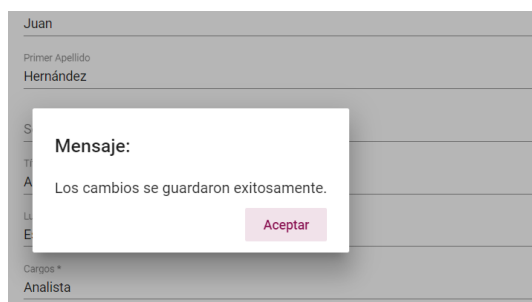 Juan
Primer Apellido
Hernández
Mensaje:
Los cambios se guardaron exitosamente.
Aceptar
Cargos *
Analista